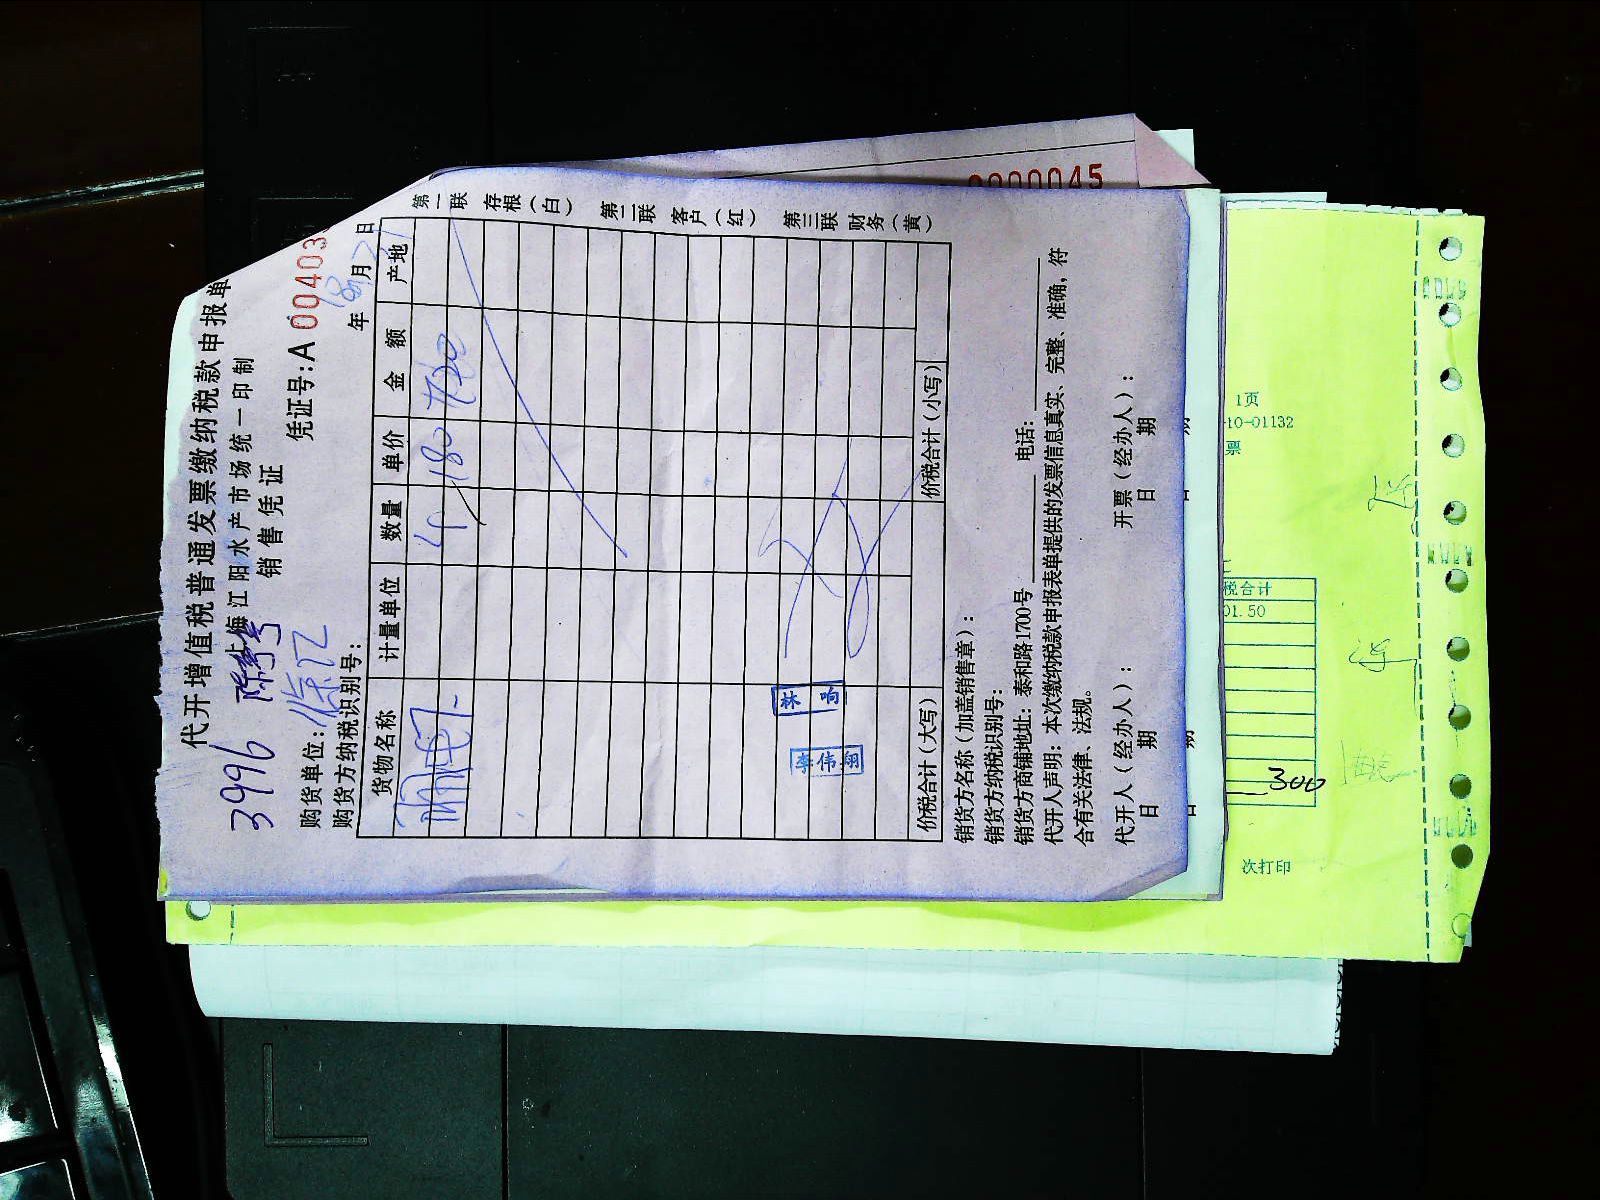 代开增值税普通发票缴纳税款申报单
上海江阳水产市场统一印制
3996
销售凭证
凭证号:A 004039
购货单位:徐汇
年 月 日
购货方纳税识别号:
货物名称 计量单位 数量 单价 金额 产地
4 180 720
第一联 存根(白) 第二联 客户(红) 第三联 财务(黄)
李伟翔
价税合计(大写) 价税合计(小写)
销货方名称(加盖销售章):
销货方纳税识别号:
销货方商铺地址: 泰和路1700号 电话:
代开人声明: 本次缴纳税款申报表单提供的发票信息真实、完整、准确,符
合有关法律、法规。
代开人(经办人): 开票(经办人):
日 期 日 期
0000045
1页
-10-01132
票
税合计
01.50
300
次打印